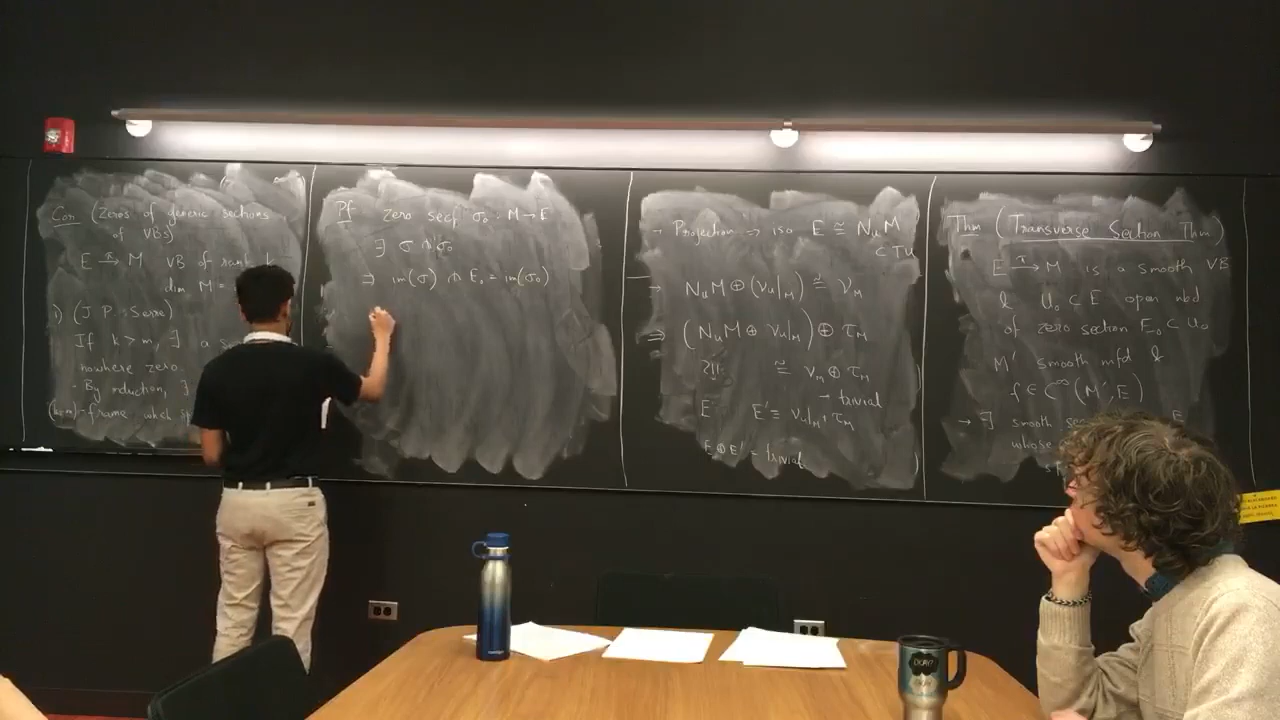 Cor (Zeros of generic sections
of VBs)
E →π M VB of rank k
dim M =
i) (J. P. Serre)
If k > m, ∃ a
nowhere zero.
- By induction, ∃
-frame which
Pf zero sec^n σ₀ : M → E
∃ σ ⋔ σ₀
⇒ im(σ) ⋔ E₀ = im(σ₀)
→ Projection ⇒ iso E ≅ N_u M
⊂ TU
→ N_u M ⊕ (ν_u|_M) ≅ ν_M
⇒ (N_u M ⊕ ν_u|_M) ⊕ τ_M
≅ ν_M ⊕ τ_M
→ trivial
E E' ≅ ν_u|_M + τ_M
E ⊕ E' = trivial
Thm (Transverse Section Thm)
E →π M is a smooth VB
& U₀ ⊂ E open nbd
of zero section E₀ ⊂ U₀
M' smooth mfd &
f ∈ C^∞(M', E)
→ ∃ smooth
whose
OKAY?